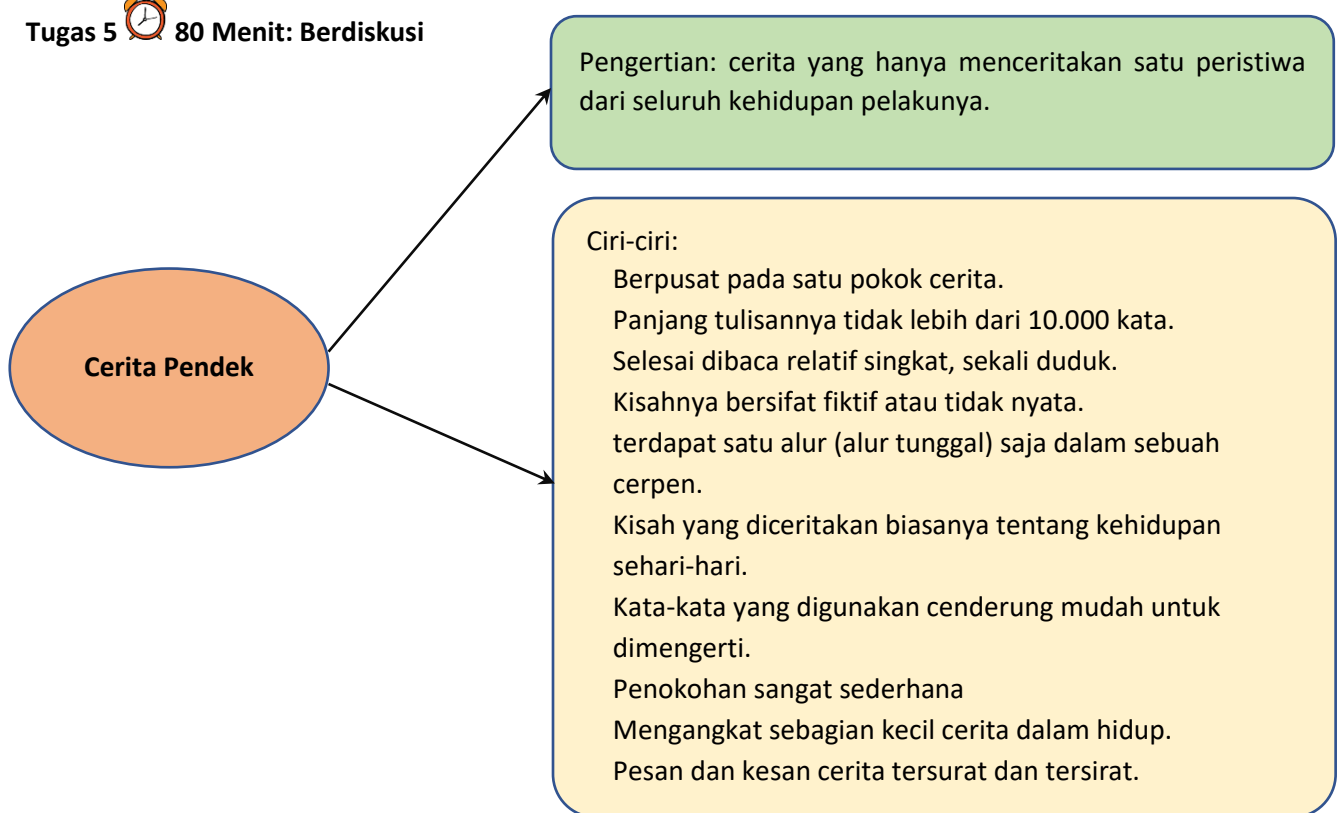 Tugas 5 80 Menit: Berdiskusi
Pengertian: cerita yang hanya menceritakan satu peristiwa
dari seluruh kehidupan pelakunya.
Cerita Pendek
Ciri-ciri:
Berpusat pada satu pokok cerita.
Panjang tulisannya tidak lebih dari 10.000 kata.
Selesai dibaca relatif singkat, sekali duduk.
Kisahnya bersifat fiktif atau tidak nyata.
terdapat satu alur (alur tunggal) saja dalam sebuah
cerpen.
Kisah yang diceritakan biasanya tentang kehidupan
sehari-hari.
Kata-kata yang digunakan cenderung mudah untuk
dimengerti.
Penokohan sangat sederhana
Mengangkat sebagian kecil cerita dalam hidup.
Pesan dan kesan cerita tersurat dan tersirat.